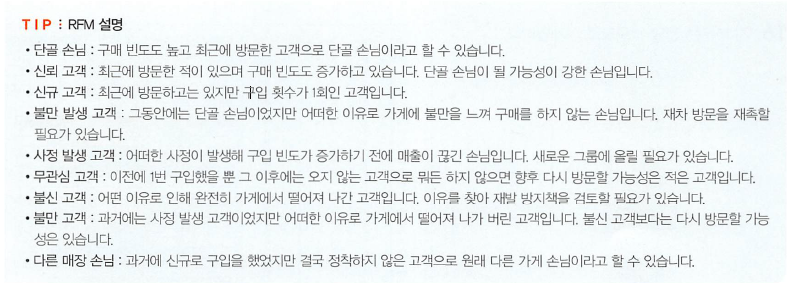 TIP : RFM 설명
• 단골 손님 : 구매 빈도도 높고 최근에 방문한 고객으로 단골 손님이라고 할 수 있습니다.
• 신뢰 고객 : 최근에 방문한 적이 있으며 구매 빈도도 증가하고 있습니다. 단골 손님이 될 가능성이 강한 손님입니다.
• 신규 고객 : 최근에 방문하고는 있지만 구입 횟수가 1회인 고객입니다.
• 불만 발생 고객 : 그동안에는 단골 손님이었지만 어떠한 이유로 가게에 불만을 느껴 구매를 하지 않는 손님입니다. 재차 방문을 재촉할
필요가 있습니다.
• 사정 발생 고객 : 어떠한 사정이 발생해 구입 빈도가 증가하기 전에 매출이 끊긴 손님입니다. 새로운 그룹에 올릴 필요가 있습니다.
• 무관심 고객 : 이전에 1번 구입했을 뿐 그 이후에는 오지 않는 고객으로 뭐든 하지 않으면 향후 다시 방문할 가능성은 적은 고객입니다.
• 불신 고객 : 어떤 이유로 인해 완전히 가게에서 떨어져 나간 고객입니다. 이유를 찾아 재발 방지책을 검토할 필요가 있습니다.
• 불만 고객 : 과거에는 사정 발생 고객이었지만 어떠한 이유로 가게에서 떨어져 나가 버린 고객입니다. 불신 고객보다는 다시 방문할 가능
성은 있습니다.
• 다른 매장 손님 : 과거에 신규로 구입을 했었지만 결국 정착하지 않은 고객으로 원래 다른 가게 손님이라고 할 수 있습니다.